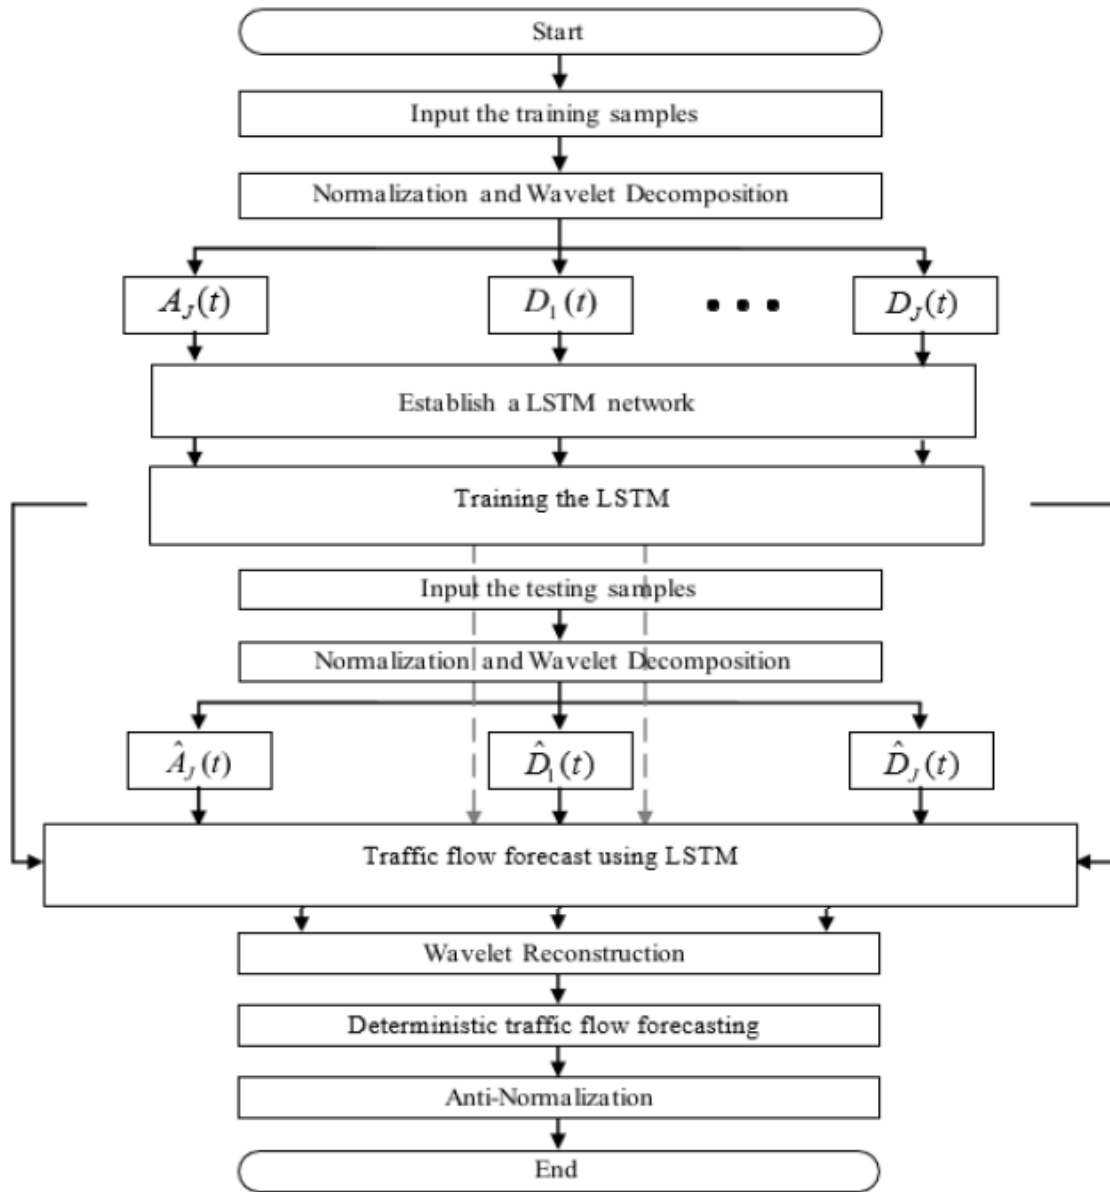 Start
Input the training samples
Normalization and Wavelet Decomposition
A_J(t) D_1(t) • • • D_J(t)
Establish a LSTM network
Training the LSTM
Input the testing samples
Normalization and Wavelet Decomposition
Â_J(t) D̂_1(t) D̂_J(t)
Traffic flow forecast using LSTM
Wavelet Reconstruction
Deterministic traffic flow forecasting
Anti-Normalization
End